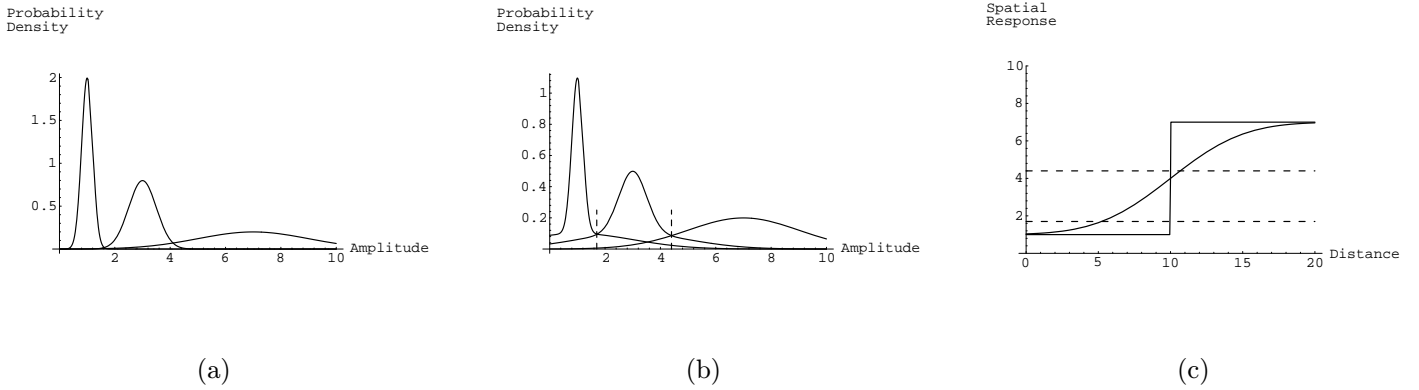 Probability
Density
2
1.5
1
0.5
2 4 6 8 10
Amplitude
(a)
Probability
Density
1
0.8
0.6
0.4
0.2
2 4 6 8 10
Amplitude
(b)
Spatial
Response
10
8
6
4
2
0 5 10 15 20
Distance
(c)